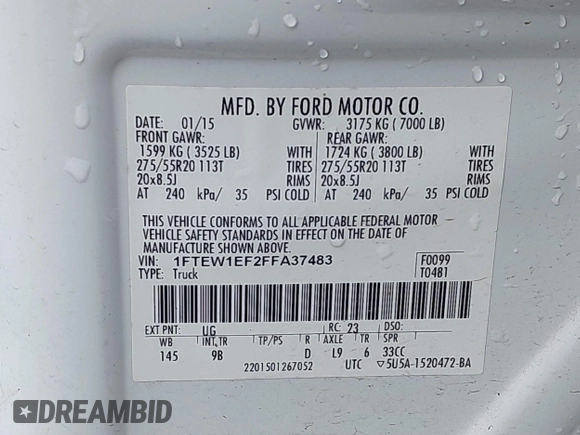 MFD. BY FORD MOTOR CO.
DATE: 01/15 GVWR: 3175 KG ( 7000 LB)
FRONT GAWR: REAR GAWR:
1599 KG ( 3525 LB) WITH 1724 KG ( 3800 LB) WITH
275/55R20 113T TIRES 275/55R20 113T TIRES
20x8.5J RIMS 20x8.5J RIMS
AT 240 kPa/ 35 PSI COLD AT 240 kPa/ 35 PSI COLD
THIS VEHICLE CONFORMS TO ALL APPLICABLE FEDERAL MOTOR
VEHICLE SAFETY STANDARDS IN EFFECT ON THE DATE OF
MANUFACTURE SHOWN ABOVE.
VIN: 1FTEW1EF2FFA37483 F0099
TYPE: Truck T0481
EXT PNT: UG RC: 23 DSO:
WB INT TR TP/PS R AXLE TR SPR
145 9B D L9 6 33CC
2201501267052 UTC ▽5U5A-1520472-BA
DREAMBID